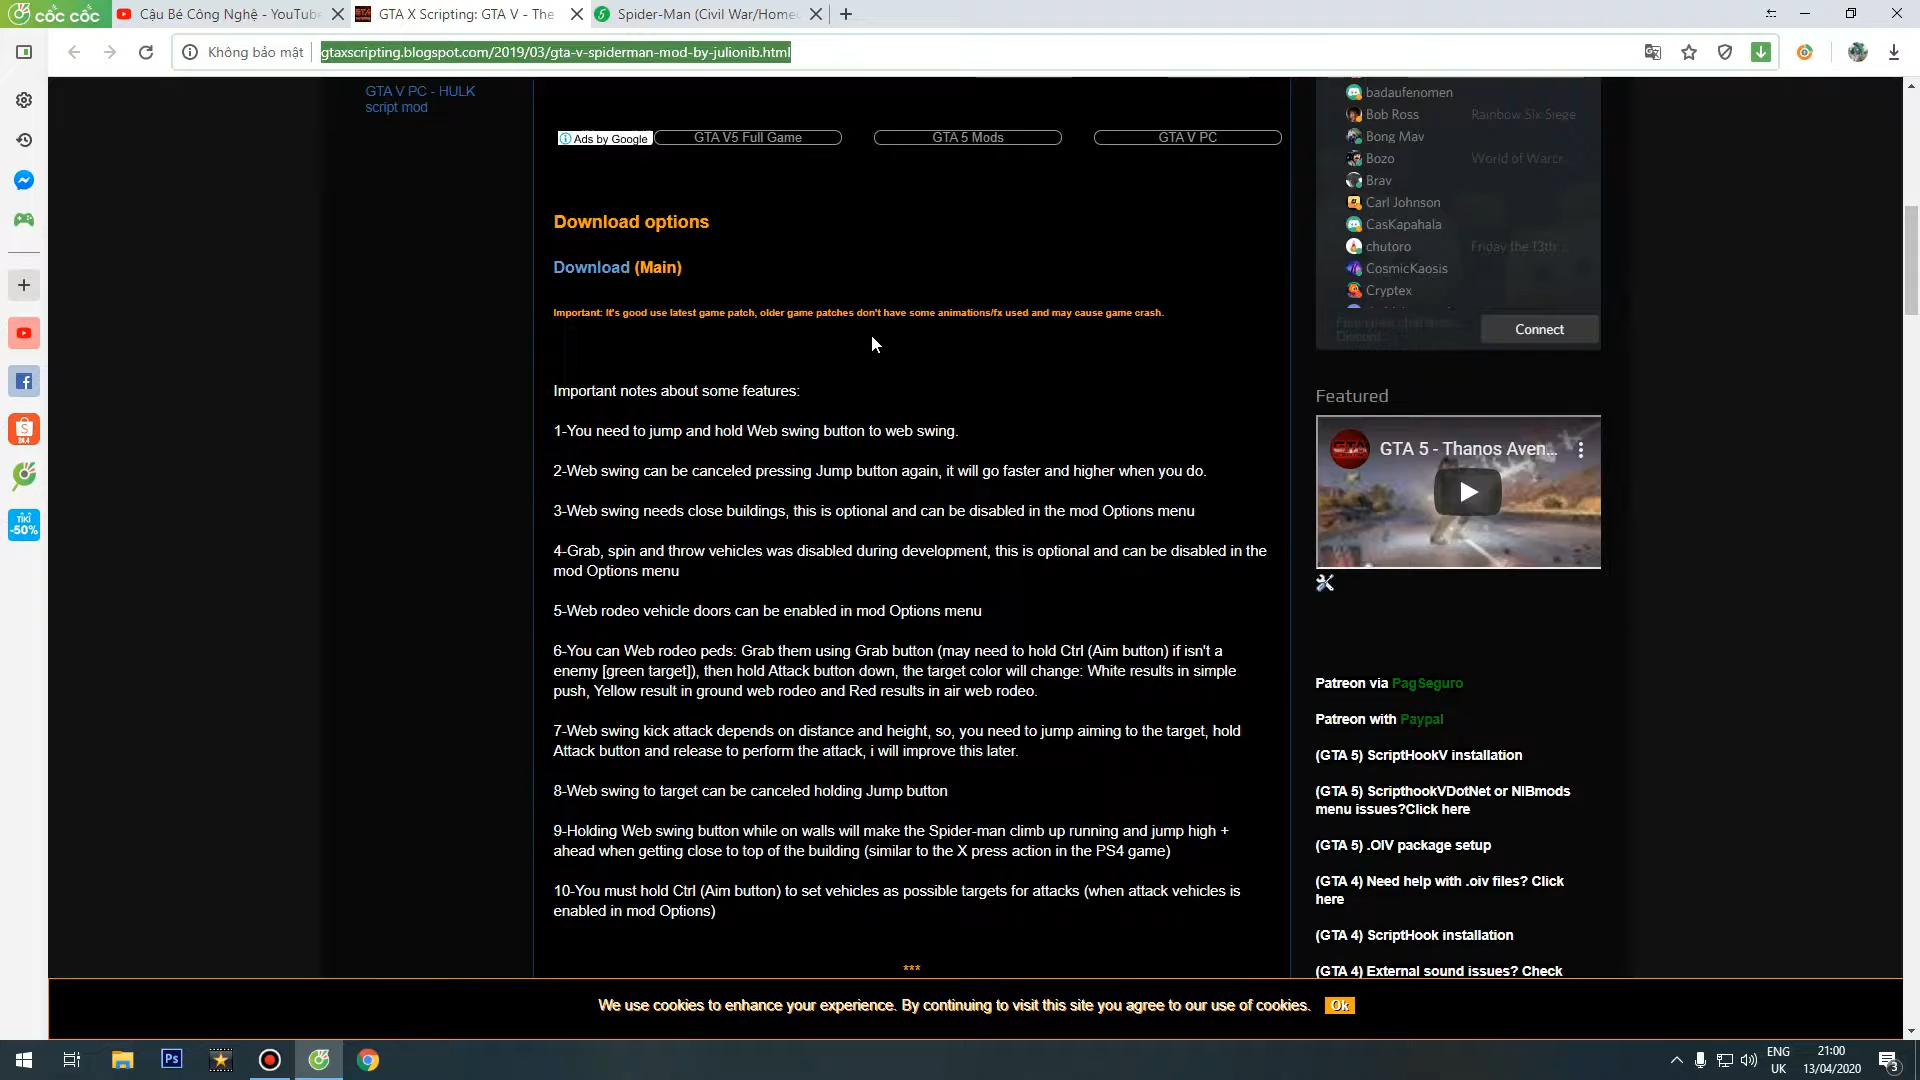 cốc cốc
Cậu Bé Công Nghệ - YouTube
GTA X Scripting: GTA V - The
Spider-Man (Civil War/Home
Không bảo mật
gtaxscripting.blogspot.com/2019/03/gta-v-spiderman-mod-by-julionib.html
GTA V PC - HULK
script mod
Ads by Google
GTA V5 Full Game
GTA 5 Mods
GTA V PC
Download options
Download (Main)
Important: It's good use latest game patch, older game patches don't have some animations/fx used and may cause game crash.
Important notes about some features:
1-You need to jump and hold Web swing button to web swing.
2-Web swing can be canceled pressing Jump button again, it will go faster and higher when you do.
3-Web swing needs close buildings, this is optional and can be disabled in the mod Options menu
4-Grab, spin and throw vehicles was disabled during development, this is optional and can be disabled in the
mod Options menu
5-Web rodeo vehicle doors can be enabled in mod Options menu
6-You can Web rodeo peds: Grab them using Grab button (may need to hold Ctrl (Aim button) if isn't a
enemy [green target]), then hold Attack button down, the target color will change: White results in simple
push, Yellow result in ground web rodeo and Red results in air web rodeo.
7-Web swing kick attack depends on distance and height, so, you need to jump aiming to the target, hold
Attack button and release to perform the attack, i will improve this later.
8-Web swing to target can be canceled holding Jump button
9-Holding Web swing button while on walls will make the Spider-man climb up running and jump high +
ahead when getting close to top of the building (similar to the X press action in the PS4 game)
10-You must hold Ctrl (Aim button) to set vehicles as possible targets for attacks (when attack vehicles is
enabled in mod Options)
***
badaufenomen
Bob Ross Rainbow Six Siege
Bong Mav
Bozo World of Warcr
Brav
Carl Johnson
CasKapahala
chutoro Friday the 13th
CosmicKaosis
Cryptex
Connect
Featured
GTA 5 - Thanos Aven...
Patreon via PagSeguro
Patreon with Paypal
(GTA 5) ScriptHookV installation
(GTA 5) ScripthookVDotNet or NIBmods
menu issues?Click here
(GTA 5) .OIV package setup
(GTA 4) Need help with .oiv files? Click
here
(GTA 4) ScriptHook installation
(GTA 4) External sound issues? Check
We use cookies to enhance your experience. By continuing to visit this site you agree to our use of cookies. Ok
24.4
TIKI
-50%
Ps
ENG
UK
21:00
13/04/2020
3